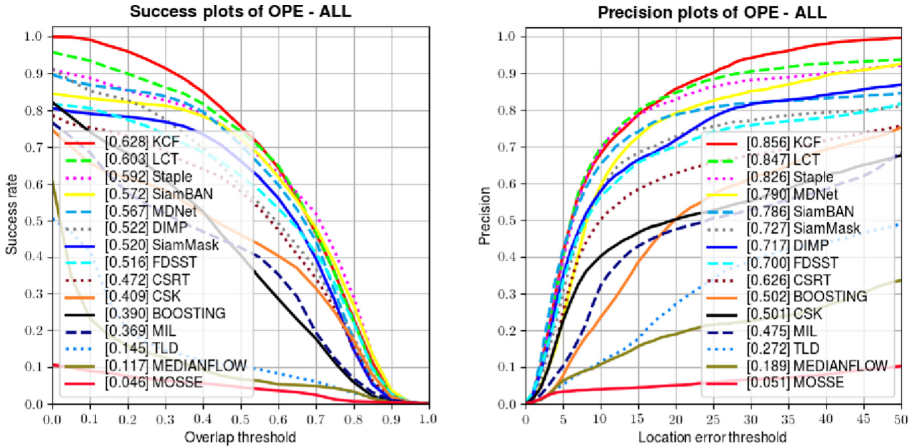 Success plots of OPE - ALL
1.0
0.9
0.8
0.7
0.6
0.5
0.4
0.3
0.2
0.1
0.0
Success rate
[0.628] KCF
[0.603] LCT
[0.592] Staple
[0.572] SiamBAN
[0.567] MDNet
[0.522] DIMP
[0.520] SiamMask
[0.516] FDSST
[0.472] CSRT
[0.409] CSK
[0.390] BOOSTING
[0.369] MIL
[0.145] TLD
[0.117] MEDIANFLOW
[0.046] MOSSE
0.0 0.1 0.2 0.3 0.4 0.5 0.6 0.7 0.8 0.9 1.0
Overlap threshold
Precision plots of OPE - ALL
1.0
0.9
0.8
0.7
0.6
0.5
0.4
0.3
0.2
0.1
0.0
Precision
[0.856] KCF
[0.847] LCT
[0.826] Staple
[0.790] MDNet
[0.786] SiamBAN
[0.727] SiamMask
[0.717] DIMP
[0.700] FDSST
[0.626] CSRT
[0.502] BOOSTING
[0.501] CSK
[0.475] MIL
[0.272] TLD
[0.189] MEDIANFLOW
[0.051] MOSSE
0 5 10 15 20 25 30 35 40 45 50
Location error threshold